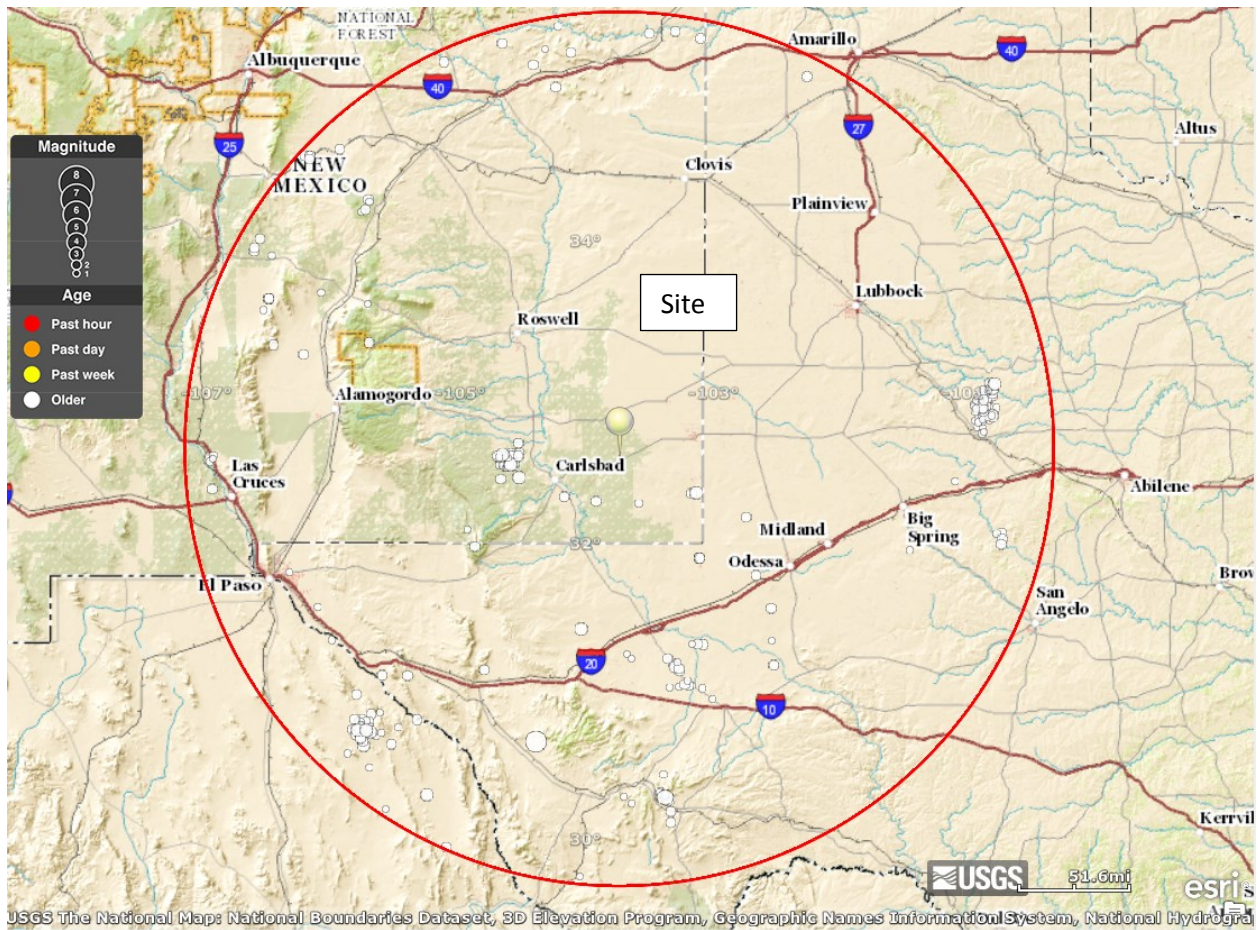 NATIONAL
FOREST
Albuquerque
Amarillo
40
40
25
27
Altus
Magnitude
8
7
6
5
4
3
2
1
Age
Past hour
Past day
Past week
Older
NEW
MEXICO
Clovis
Plainview
34°
Site
Lubbock
Roswell
-107°
Alamogordo
-105°
-103°
Las
Cruces
Carlsbad
Abilene
Big
Spring
Midland
Odessa
32°
El Paso
San
Angelo
20
10
30°
USGS
51.6mi
esri
USGS The National Map: National Boundaries Dataset, 3D Elevation Program, Geographic Names Information System, National Hydrogra